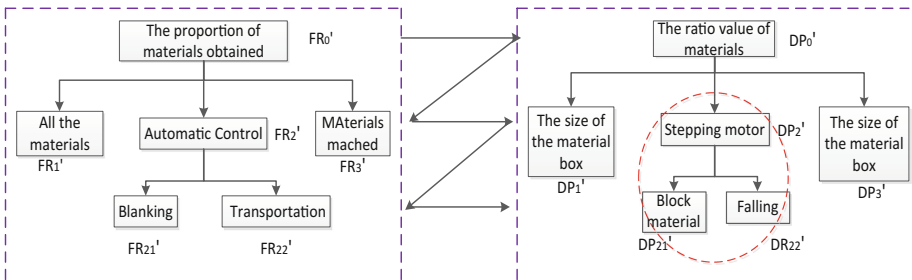 The proportion of
materials obtained
FR0'
All the
materials
FR1'
Automatic Control
FR2'
MAterials
mached
FR3'
Blanking
FR21'
Transportation
FR22'
The ratio value of
materials
DP0'
The size of
the material
box
DP1'
Stepping motor
DP2'
The size of
the material
box
DP3'
Block
material
DP21'
Falling
DR22'